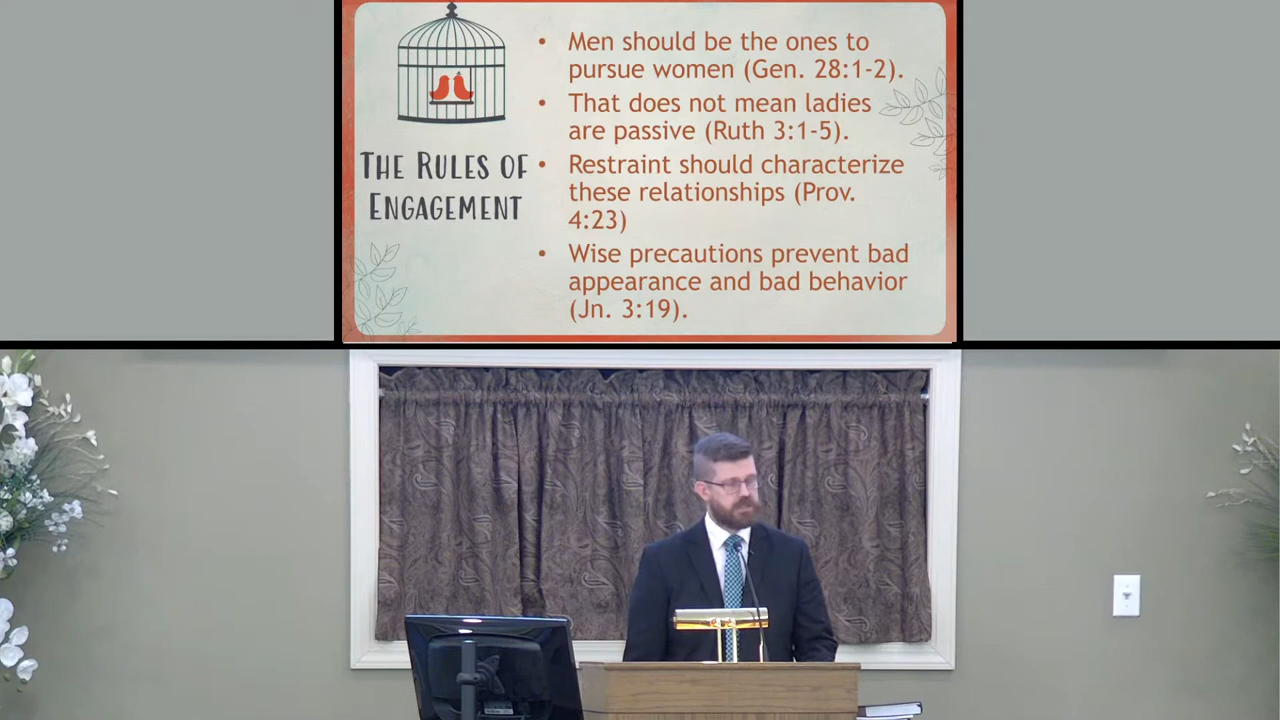 THE RULES OF
ENGAGEMENT
• Men should be the ones to
pursue women (Gen. 28:1-2).
• That does not mean ladies
are passive (Ruth 3:1-5).
• Restraint should characterize
these relationships (Prov.
4:23)
• Wise precautions prevent bad
appearance and bad behavior
(Jn. 3:19).